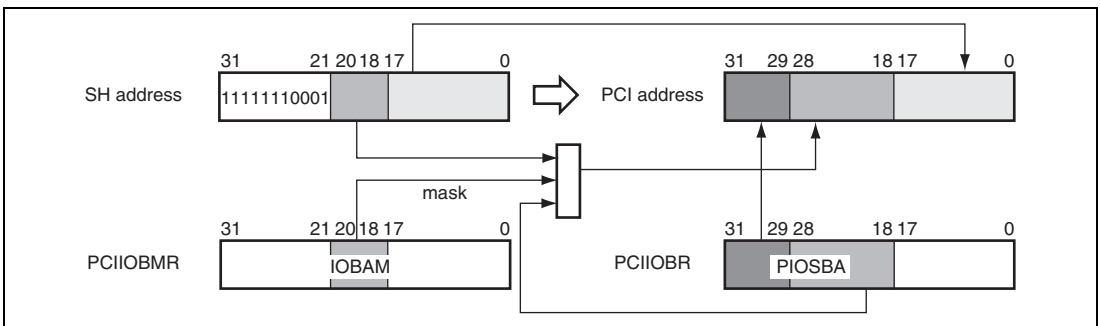 31 21 20 18 17 0
31 29 28 18 17 0
SH address
11111110001
PCI address
mask
31 21 20 18 17 0
31 29 28 18 17 0
PCIIOBMR
IOBAM
PCIIOBR
PIOSBA